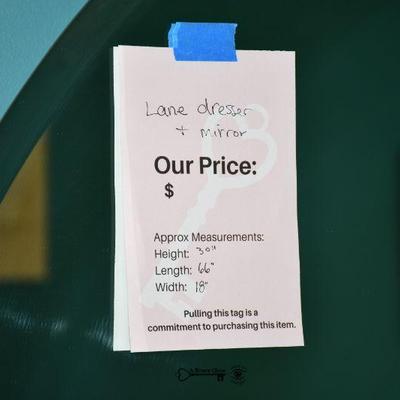 Lane dresser
+ mirror
Our Price:
$
Approx Measurements:
Height: 30"
Length: 66"
Width: 18"
Pulling this tag is a
commitment to purchasing this item.